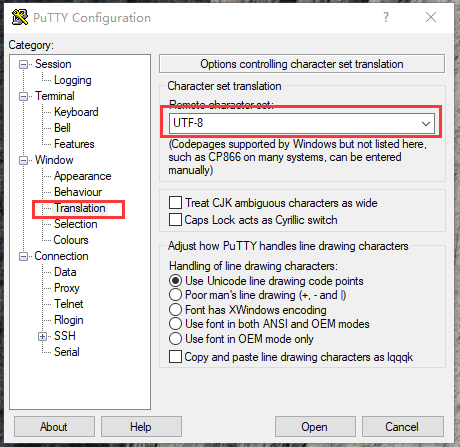 PuTTY Configuration
Category:
Session
Logging
Terminal
Keyboard
Bell
Features
Window
Appearance
Behaviour
Translation
Selection
Colours
Connection
Data
Proxy
Telnet
Rlogin
SSH
Serial
Options controlling character set translation
Character set translation
Remote character set:
UTF-8
(Codepages supported by Windows but not listed here,
such as CP866 on many systems, can be entered
manually)
Treat CJK ambiguous characters as wide
Caps Lock acts as Cyrillic switch
Adjust how PuTTY handles line drawing characters
Handling of line drawing characters:
Use Unicode line drawing code points
Poor man's line drawing (+, - and |)
Font has XWindows encoding
Use font in both ANSI and OEM modes
Use font in OEM mode only
Copy and paste line drawing characters as lqqqk
About
Help
Open
Cancel